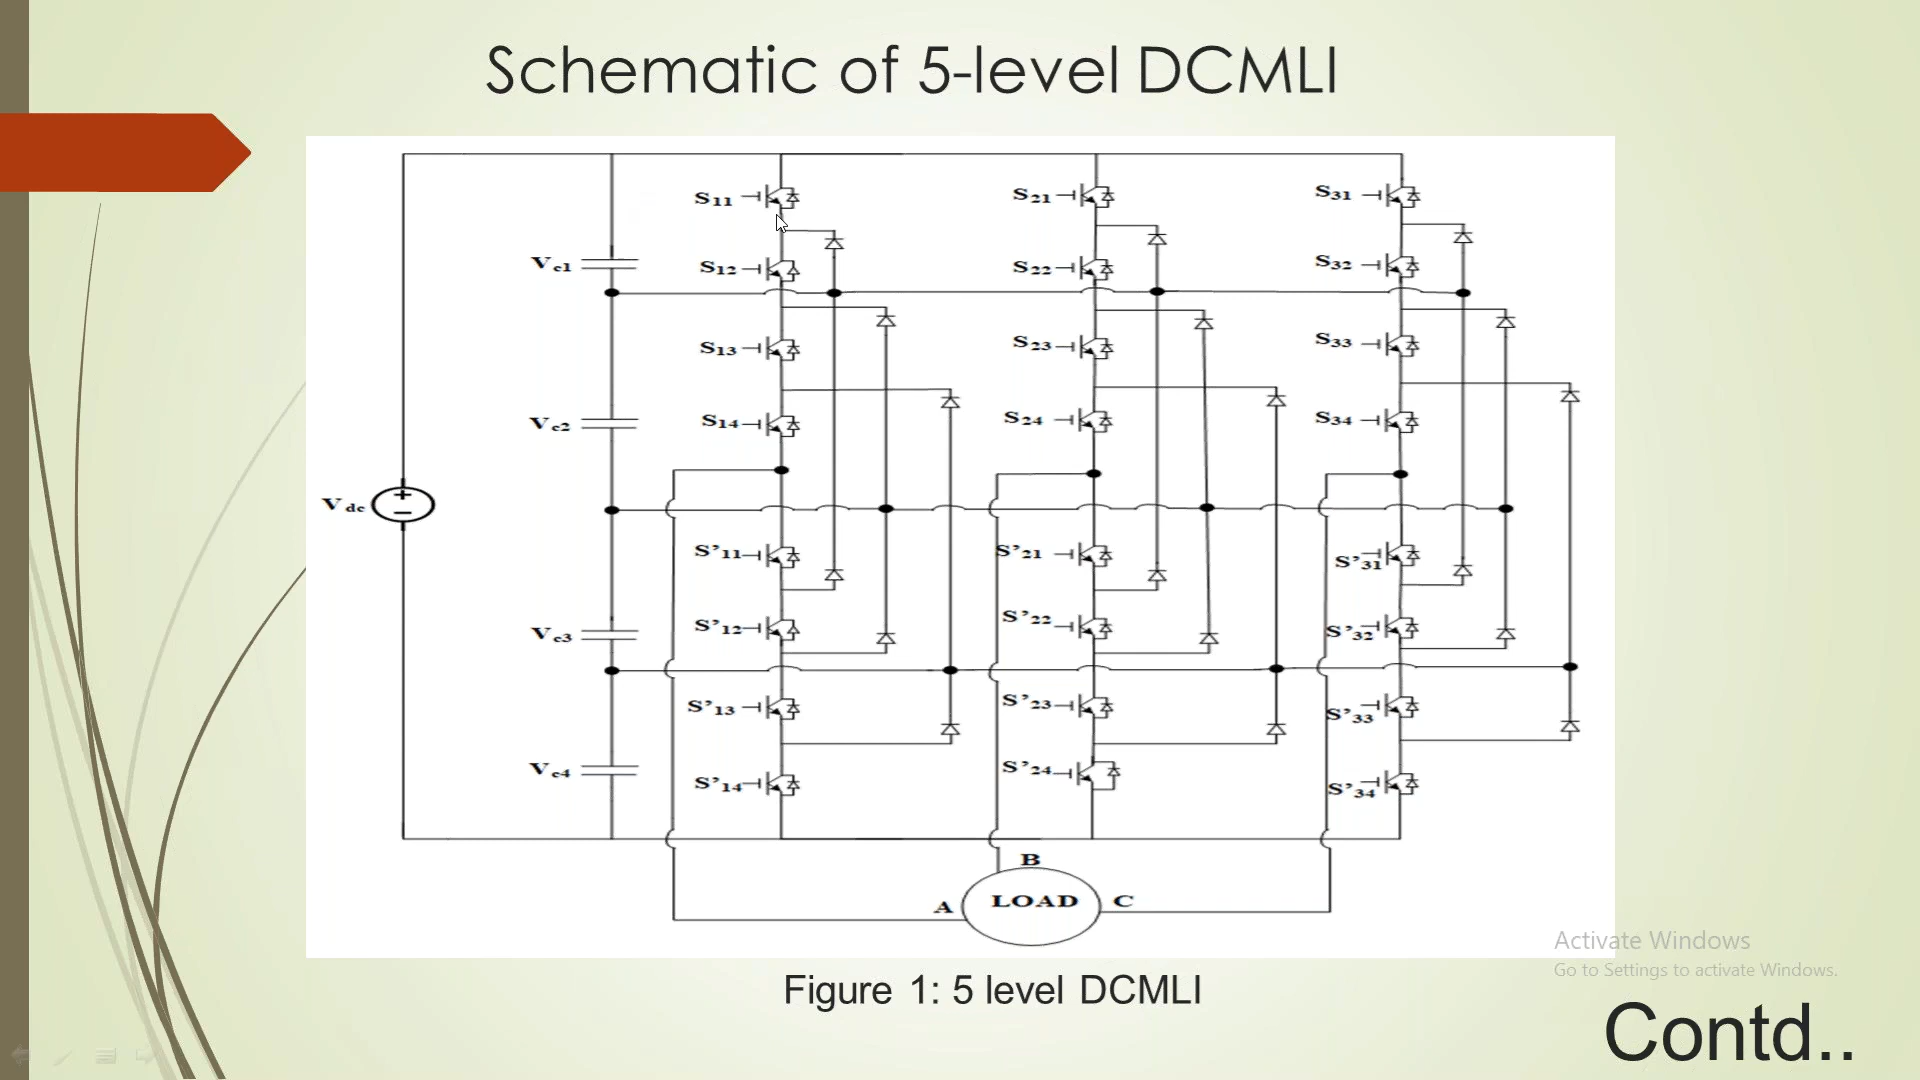 Schematic of 5-level DCMLI
S11
S21
S31
Vc1
S12
S22
S32
S13
S23
S33
Vc2
S14
S24
S34
Vdc
+
−
S'11
S'21
S'31
Vc3
S'12
S'22
S'32
S'13
S'23
S'33
Vc4
S'14
S'24
S'34
B
A
LOAD
C
Activate Windows
Go to Settings to activate Windows.
Figure 1: 5 level DCMLI
Contd..